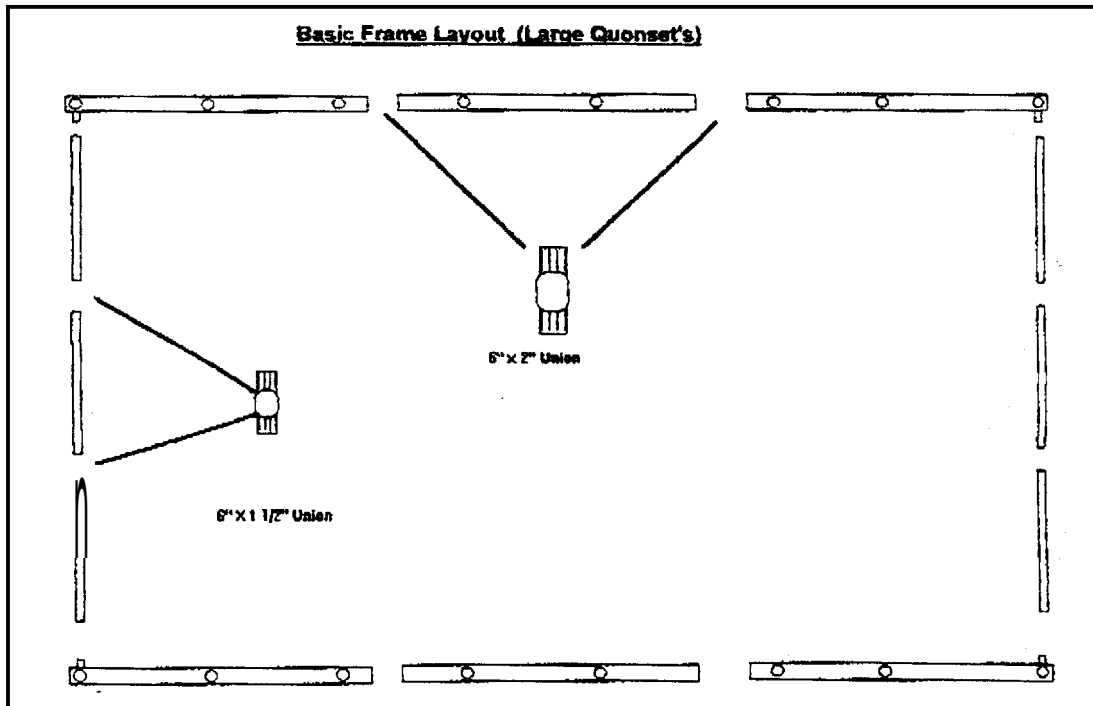 Basic Frame Layout (Large Quonset's)
6" x 2" Union
6" X 1 1/2" Union